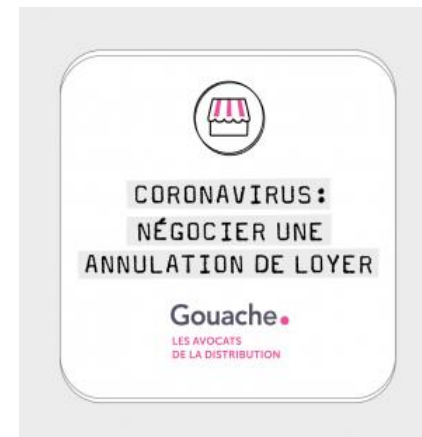 CORONAVIRUS:
NÉGOCIER UNE
ANNULATION DE LOYER
Gouache.
LES AVOCATS
DE LA DISTRIBUTION